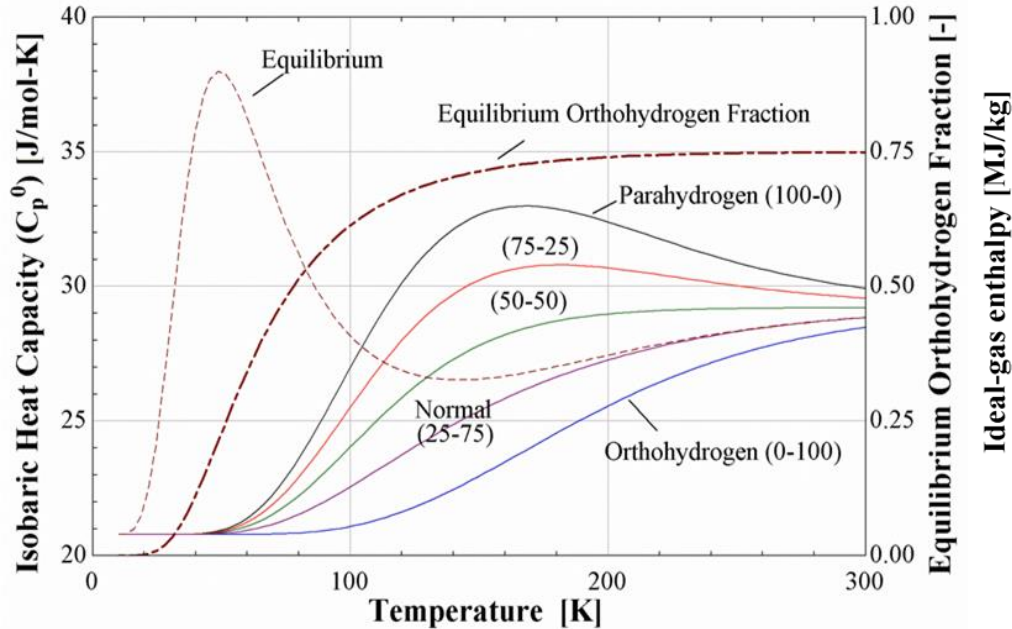 Isobaric Heat Capacity (Cp⁰) [J/mol-K]
40
35
30
25
20
Equilibrium
Equilibrium Orthohydrogen Fraction
Parahydrogen (100-0)
(75-25)
(50-50)
Normal
(25-75)
Orthohydrogen (0-100)
1.00
0.75
0.50
0.25
0.00
Equilibrium Orthohydrogen Fraction [-]
Ideal-gas enthalpy [MJ/kg]
0
100
200
300
Temperature [K]